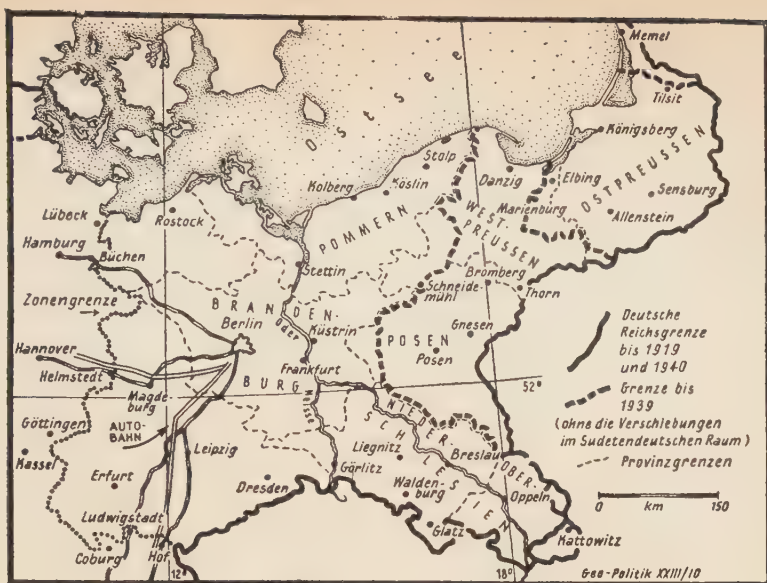 Memel
Tilsit
Königsberg
Ostsee
Stolp
Danzig
Elbing
OSTPREUSSEN
Sensburg
Kolberg
Köslin
Marienburg
Allenstein
Lübeck
Rostock
POMMERN
WEST-
PREUSSEN
Hamburg
Büchen
Stettin
Bromberg
Schneide-
mühl
Thorn
Zonengrenze
BRANDEN-
BURG
Berlin
Oder
Küstrin
Gnesen
POSEN
Posen
Hannover
Helmstedt
Magde-
burg
Frankfurt
52°
Neisse
NIEDER-
SCHLESIEN
Göttingen
AUTO-
BAHN
Leipzig
Liegnitz
Breslau
OBER-
Kassel
Erfurt
Dresden
Görlitz
Walden-
burg
Oppeln
Ludwigstadt
Glatz
Kattowitz
Coburg
Hof
12°
18°
Deutsche
Reichsgrenze
bis 1919
und 1940
Grenze bis
1939
(ohne die Verschiebungen
im Sudetendeutschen Raum)
Provinzgrenzen
0 km 150
Geo-Politik XXIII/10